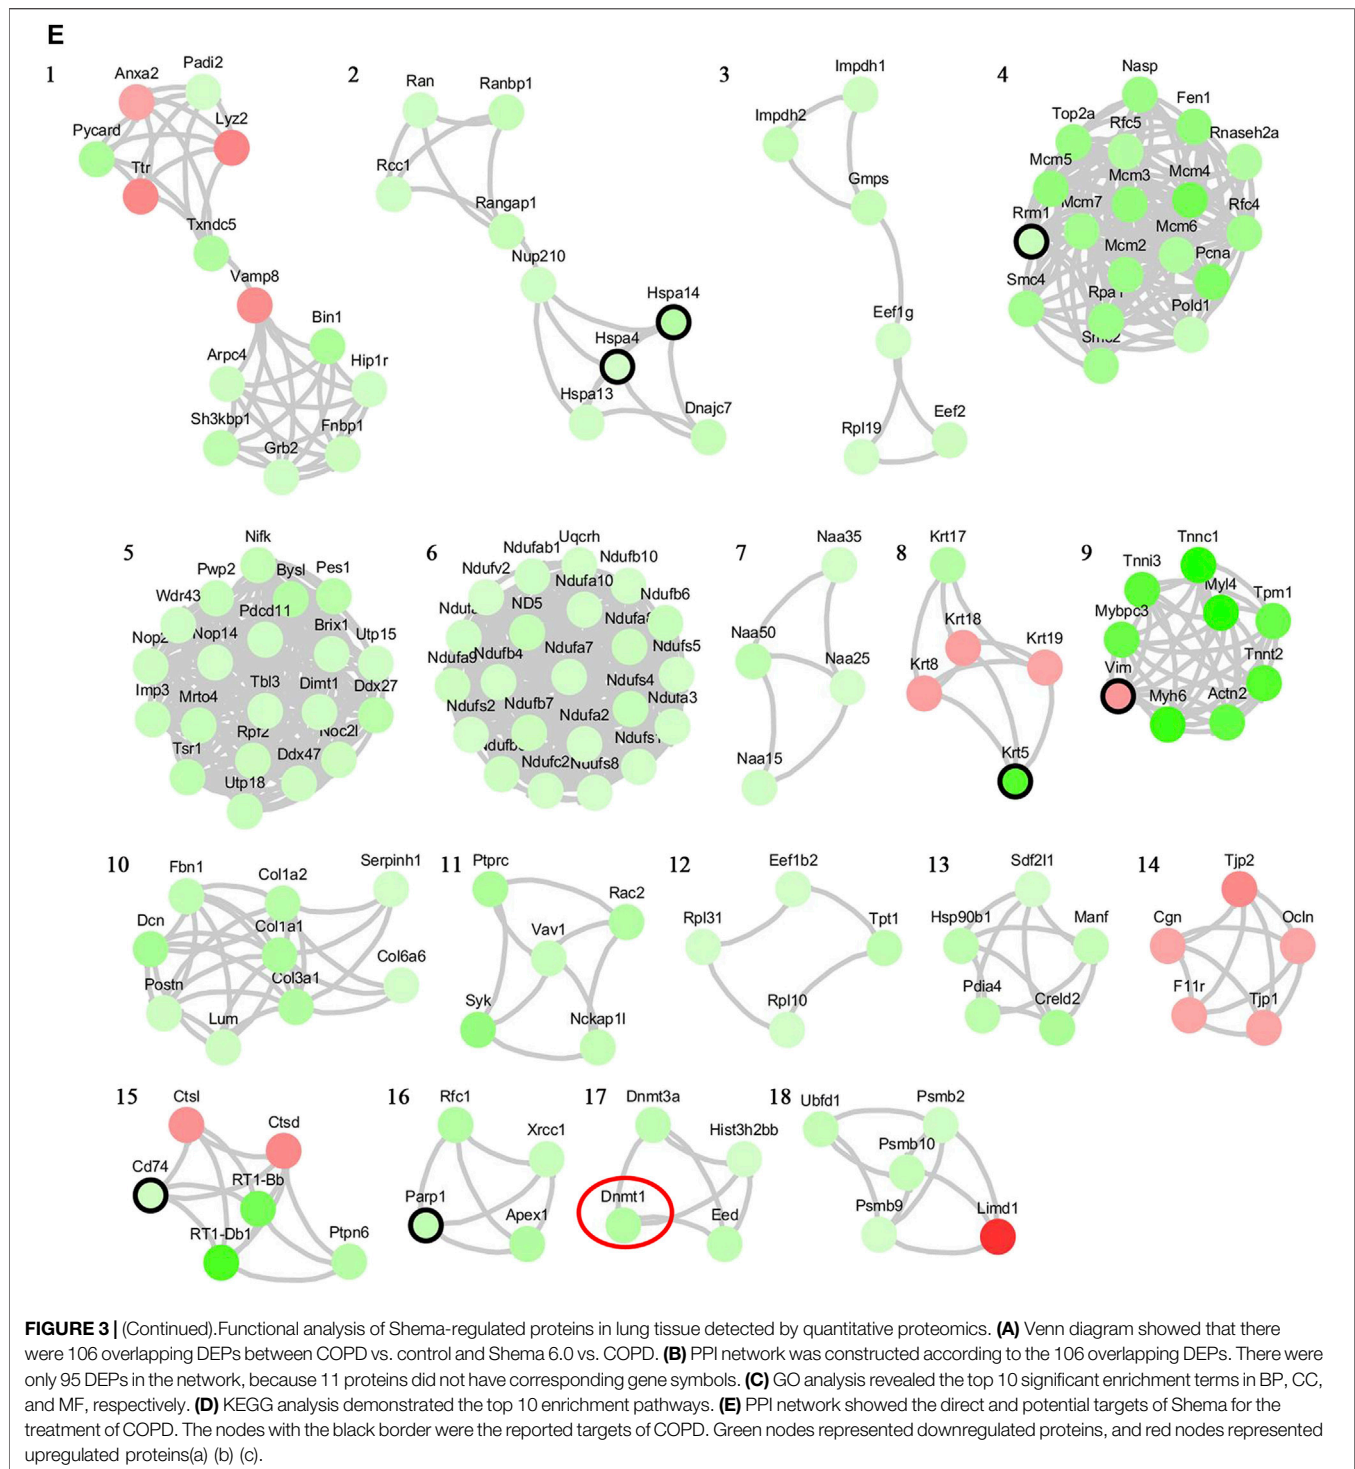 E
1
Anxa2
Padi2
Lyz2
Pycard
Ttr
Txndc5
Vamp8
Bin1
Arpc4
Hip1r
Sh3kbp1
Fnbp1
Grb2
2
Ran
Ranbp1
Rcc1
Rangap1
Nup210
Hspa14
Hspa4
Hspa13
Dnajc7
3
Impdh1
Impdh2
Gmps
Eef1g
Eef2
Rpl19
4
Nasp
Fen1
Top2a
Rfc5
Rnaseh2a
Mcm5
Mcm3
Mcm4
Mcm7
Rrm1
Rfc4
Mcm6
Mcm2
Pcna
Smc4
Rpa1
Pold1
Smc2
5
Nifk
Pwp2
Bysl
Pes1
Wdr43
Pdcd11
Nop14
Brix1
Utp15
Imp3
Mrto4
Tbl3
Dimt1
Ddx27
Rpf2
Noc2l
Tsr1
Ddx47
Utp18
6
Uqcrh
Ndufab1
Ndufb10
Ndufv2
Ndufa10
ND5
Ndufb6
Ndufa7
Ndufs5
Ndufa9
Ndufb4
Ndufs4
Ndufs2
Ndufb7
Ndufa3
Ndufa2
Ndufc2
Ndufs8
7
Naa35
Naa50
Naa25
Naa15
8
Krt17
Krt18
Krt19
Krt8
Krt5
9
Tnnc1
Tnni3
Myl4
Tpm1
Mybpc3
Vim
Tnnt2
Myh6
Actn2
10
Fbn1
Col1a2
Serpinh1
Dcn
Col1a1
Col6a6
Postn
Col3a1
Lum
11
Ptprc
Rac2
Vav1
Syk
Nckap1l
12
Eef1b2
Rpl31
Tpt1
Rpl10
13
Sdf2l1
Hsp90b1
Manf
Pdia4
Creld2
14
Tjp2
Cgn
Ocln
F11r
Tjp1
15
Ctsl
Ctsd
Cd74
RT1-Bb
RT1-Db1
Ptpn6
16
Rfc1
Xrcc1
Parp1
Apex1
17
Dnmt3a
Hist3h2bb
Dnmt1
Eed
18
Ubfd1
Psmb2
Psmb10
Psmb9
Limd1
FIGURE 3 | (Continued).Functional analysis of Shema-regulated proteins in lung tissue detected by quantitative proteomics. (A) Venn diagram showed that there
were 106 overlapping DEPs between COPD vs. control and Shema 6.0 vs. COPD. (B) PPI network was constructed according to the 106 overlapping DEPs. There were
only 95 DEPs in the network, because 11 proteins did not have corresponding gene symbols. (C) GO analysis revealed the top 10 significant enrichment terms in BP, CC,
and MF, respectively. (D) KEGG analysis demonstrated the top 10 enrichment pathways. (E) PPI network showed the direct and potential targets of Shema for the
treatment of COPD. The nodes with the black border were the reported targets of COPD. Green nodes represented downregulated proteins, and red nodes represented
upregulated proteins(a) (b) (c).